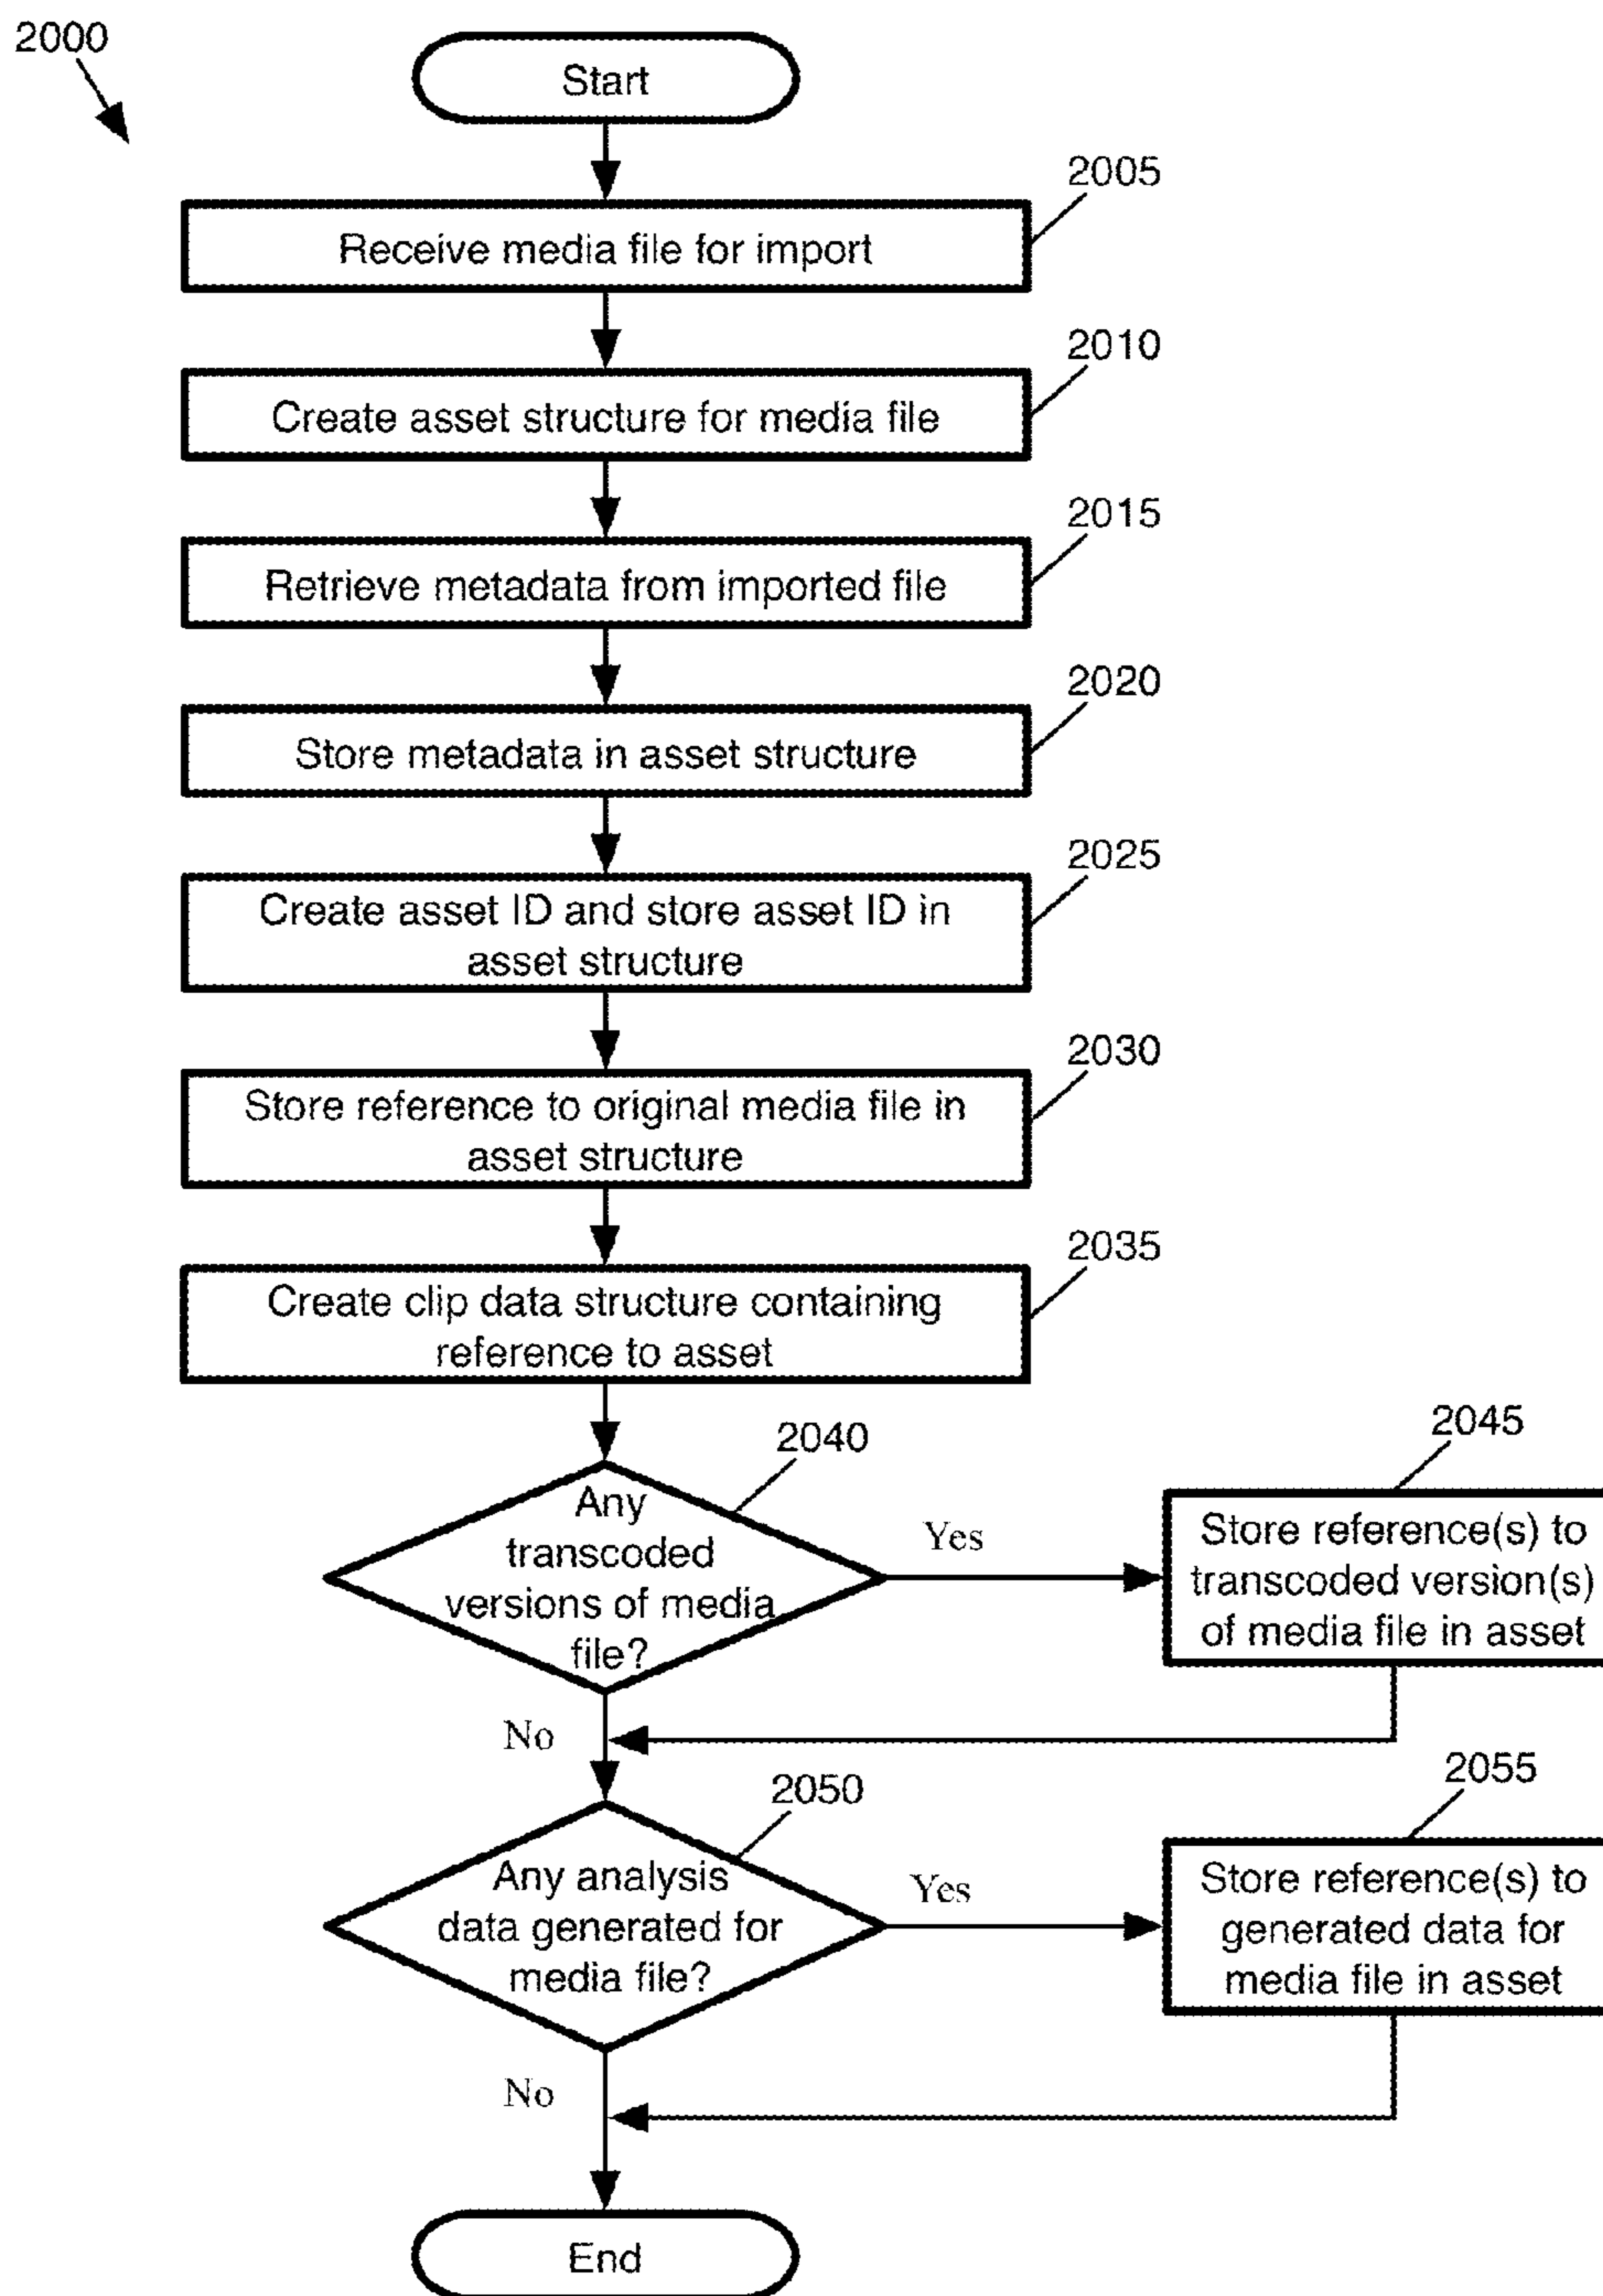 2000
Start
2005
Receive media file for import
2010
Create asset structure for media file
2015
Retrieve metadata from imported file
2020
Store metadata in asset structure
2025
Create asset ID and store asset ID in
asset structure
2030
Store reference to original media file in
asset structure
2035
Create clip data structure containing
reference to asset
2040
Any
transcoded
versions of media
file?
Yes
2045
Store reference(s) to
transcoded version(s)
of media file in asset
No
2050
Any analysis
data generated for
media file?
Yes
2055
Store reference(s) to
generated data for
media file in asset
No
End